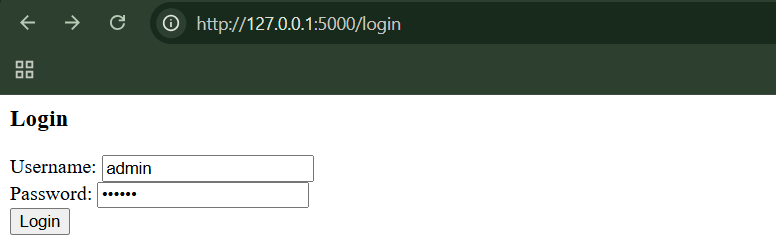 http://127.0.0.1:5000/login
Login
Username: admin
Password: ••••••
Login